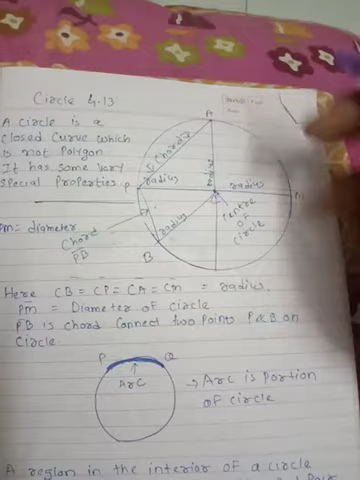 Circle 4.13
A circle is a
closed Curve which
is not Polygon
It has some very
special Properties
A
Chord
radius
P
radius
radius
M
Centre
OF
circle
radius
PM = diameter
Chord
PB
B
Here CB = CP = CA = CM = radius.
PM = Diameter of circle
PB is chord Connect two Points P & B on
Circle
P
Q
Arc
→ Arc is portion
of circle
A region in the interior of a circle